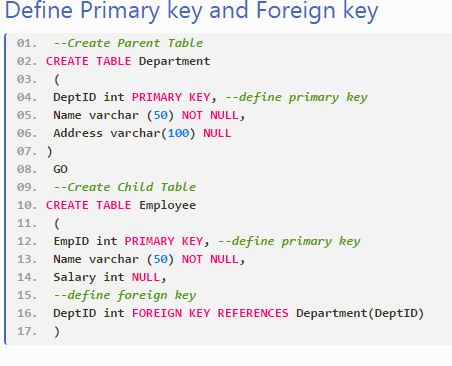 Define Primary key and Foreign key
01. --Create Parent Table
02. CREATE TABLE Department
03. (
04. DeptID int PRIMARY KEY, --define primary key
05. Name varchar (50) NOT NULL,
06. Address varchar(100) NULL
07. )
08. GO
09. --Create Child Table
10. CREATE TABLE Employee
11. (
12. EmpID int PRIMARY KEY, --define primary key
13. Name varchar (50) NOT NULL,
14. Salary int NULL,
15. --define foreign key
16. DeptID int FOREIGN KEY REFERENCES Department(DeptID)
17. )